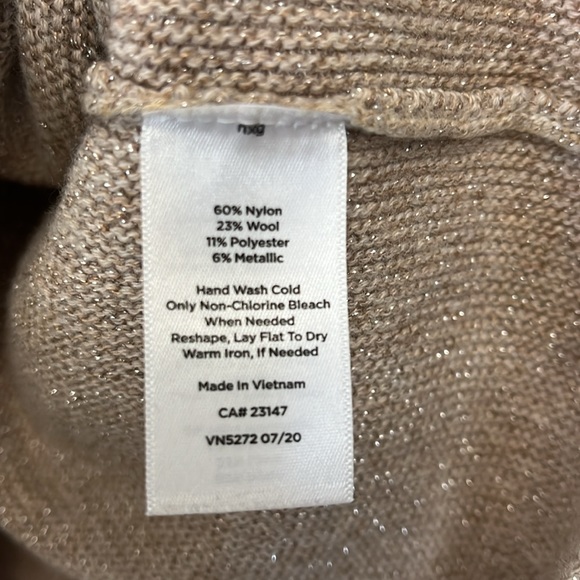 60% Nylon
23% Wool
11% Polyester
6% Metallic
Hand Wash Cold
Only Non-Chlorine Bleach
When Needed
Reshape, Lay Flat To Dry
Warm Iron, If Needed
Made In Vietnam
CA# 23147
VN5272 07/20